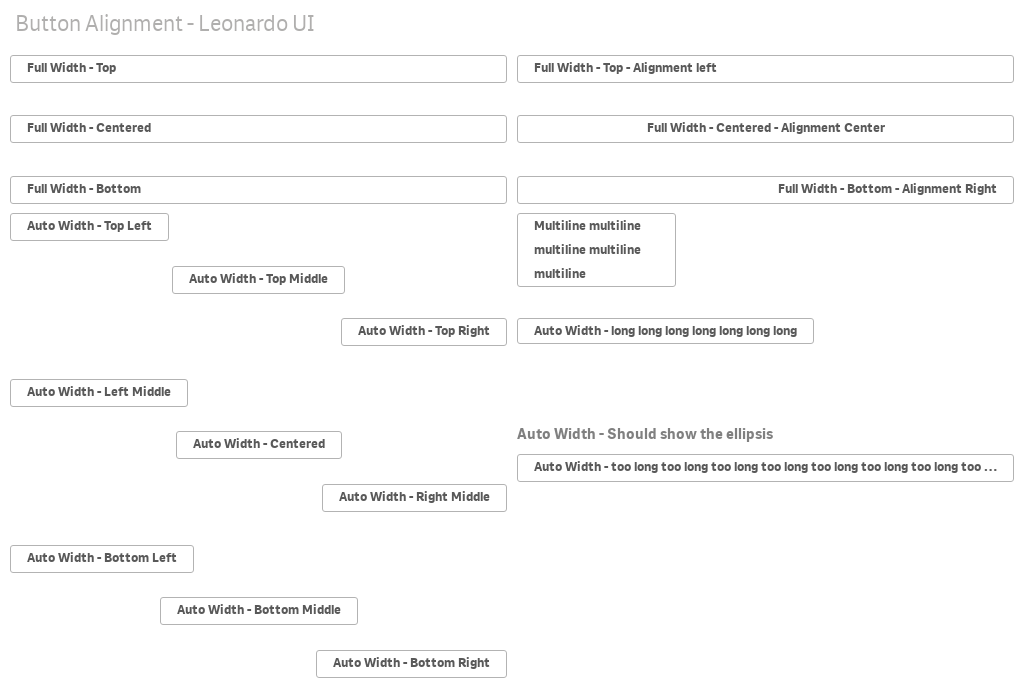 Button Alignment - Leonardo UI
Full Width - Top
Full Width - Top - Alignment left
Full Width - Centered
Full Width - Centered - Alignment Center
Full Width - Bottom
Full Width - Bottom - Alignment Right
Auto Width - Top Left
Auto Width - Top Middle
Auto Width - Top Right
Auto Width - Left Middle
Auto Width - Centered
Auto Width - Right Middle
Auto Width - Bottom Left
Auto Width - Bottom Middle
Auto Width - Bottom Right
Multiline multiline
multiline multiline
multiline
Auto Width - long long long long long long long
Auto Width - Should show the ellipsis
Auto Width - too long too long too long too long too long too long too long too ...